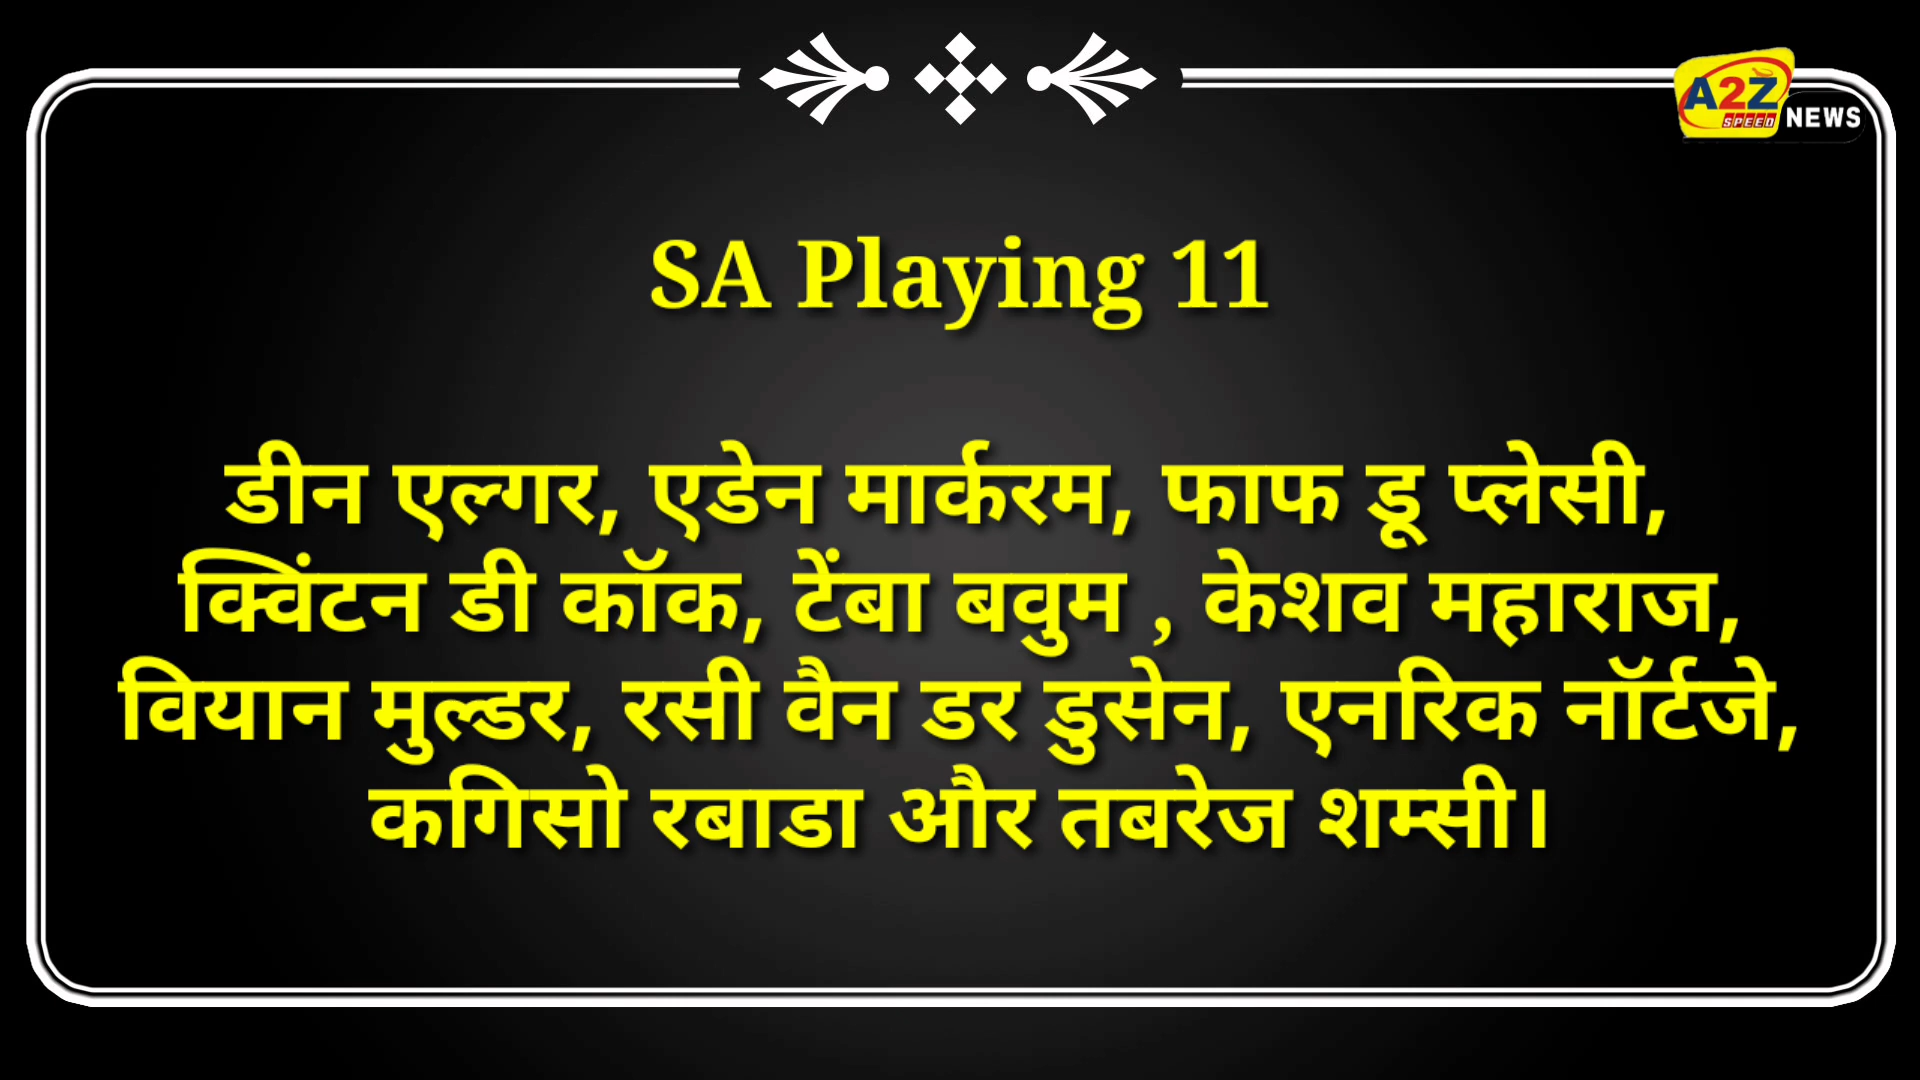 A2Z
SPEED
NEWS
SA Playing 11
डीन एल्गर, एडेन मार्करम, फाफ डू प्लेसी,
क्विंटन डी कॉक, टेंबा बवुम , केशव महाराज,
वियान मुल्डर, रसी वैन डर डुसेन, एनरिक नॉर्टजे,
कगिसो रबाडा और तबरेज शम्सी।